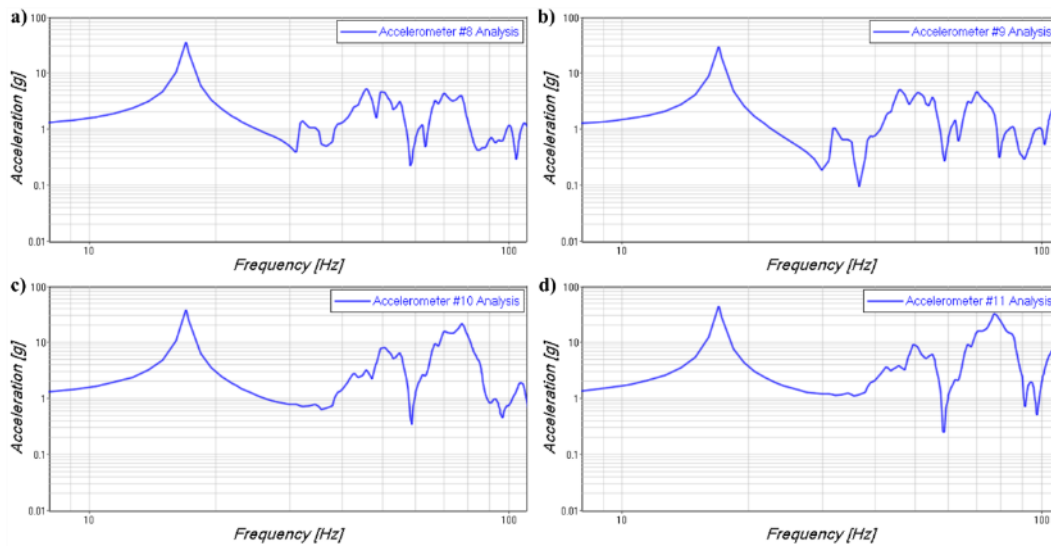 a)
100
10
1
0.1
0.01
Acceleration [g]
Accelerometer #8 Analysis
10
100
Frequency [Hz]
b)
100
10
1
0.1
0.01
Acceleration [g]
Accelerometer #9 Analysis
10
100
Frequency [Hz]
c)
100
10
1
0.1
0.01
Acceleration [g]
Accelerometer #10 Analysis
10
100
Frequency [Hz]
d)
100
10
1
0.1
0.01
Acceleration [g]
Accelerometer #11 Analysis
10
100
Frequency [Hz]